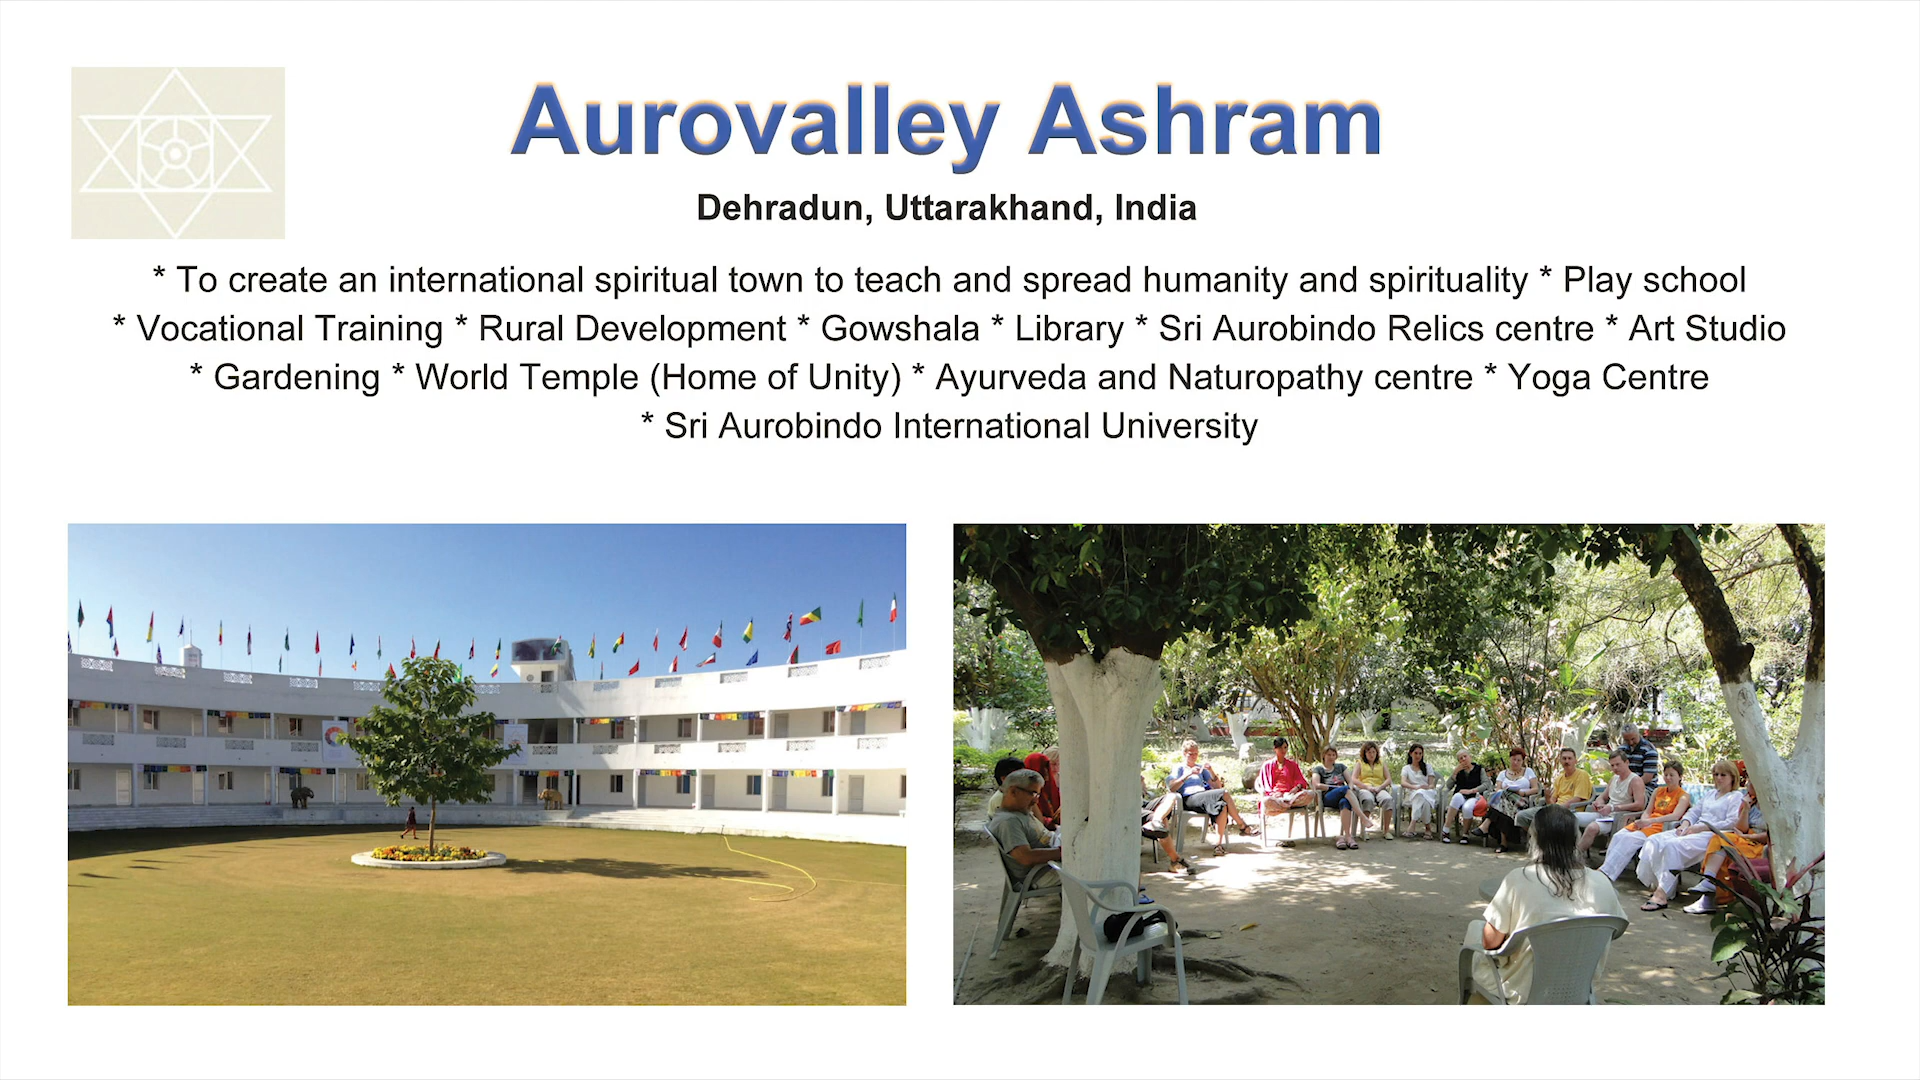 Aurovalley Ashram
Dehradun, Uttarakhand, India
* To create an international spiritual town to teach and spread humanity and spirituality * Play school
* Vocational Training * Rural Development * Gowshala * Library * Sri Aurobindo Relics centre * Art Studio
* Gardening * World Temple (Home of Unity) * Ayurveda and Naturopathy centre * Yoga Centre
* Sri Aurobindo International University